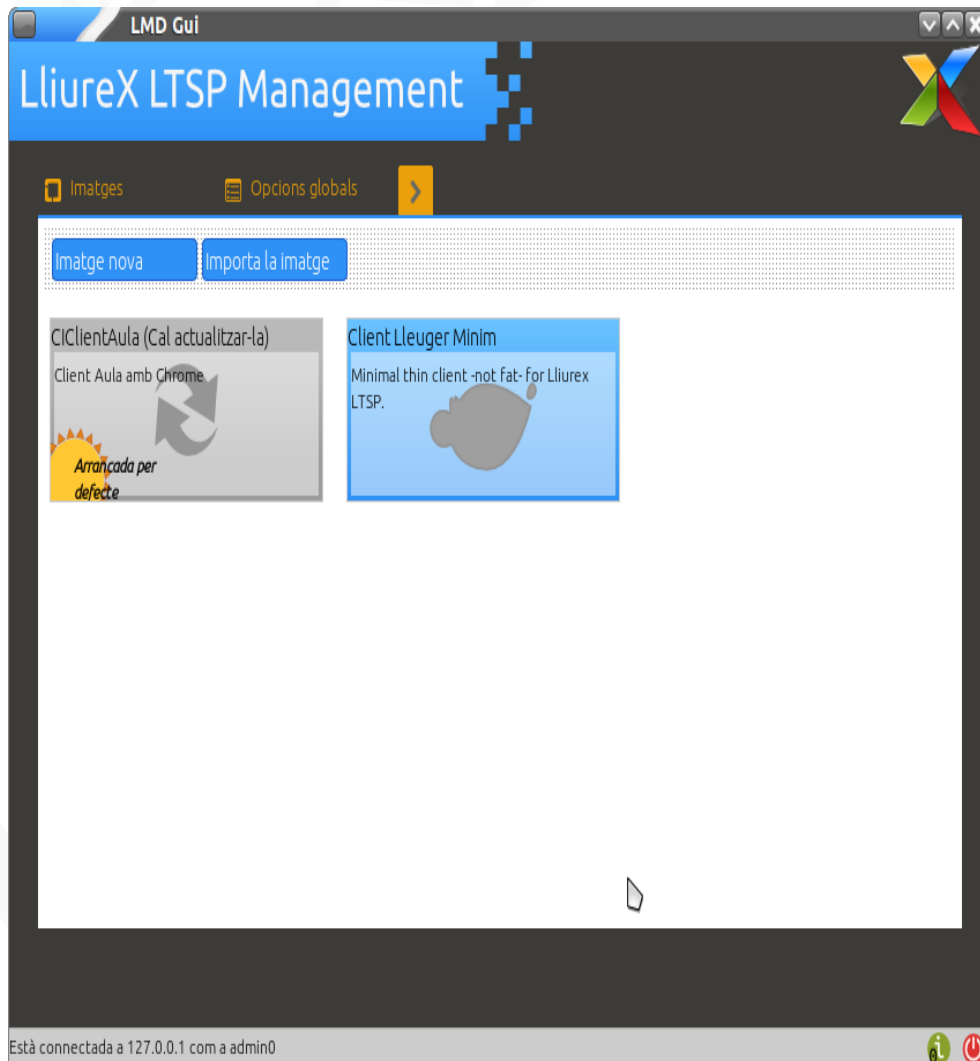 LMD Gui
LliureX LTSP Management
Imatges
Opcions globals
Imatge nova
Importa la imatge
CIClientAula (Cal actualitzar-la)
Client Aula amb Chrome
Arrancada per
defecte
Client Lleuger Minim
Minimal thin client -not fat- for Lliurex
LTSP.
Està connectada a 127.0.0.1 com a admin0
0